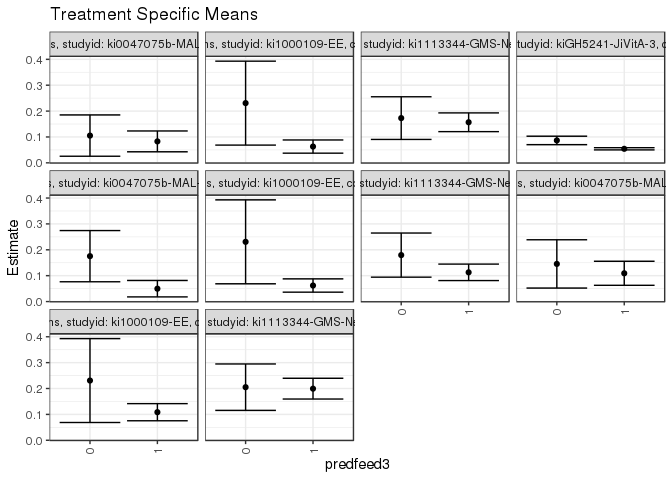 Treatment Specific Means
s, studyid: ki0047075b-MAL
ns, studyid: ki1000109-EE, c
studyid: ki1113344-GMS-Ne
tudyid: kiGH5241-JiVitA-3, c
0.4
0.3
0.2
0.1
0.0
s, studyid: ki0047075b-MAL-
s, studyid: ki1000109-EE, co
studyid: ki1113344-GMS-Ne
s, studyid: ki0047075b-MAL
0.4
0.3
0.2
0.1
0.0
Estimate
0 1 0 1
ns, studyid: ki1000109-EE, c
studyid: ki1113344-GMS-Ne
0.4
0.3
0.2
0.1
0.0
0 1 0 1
predfeed3